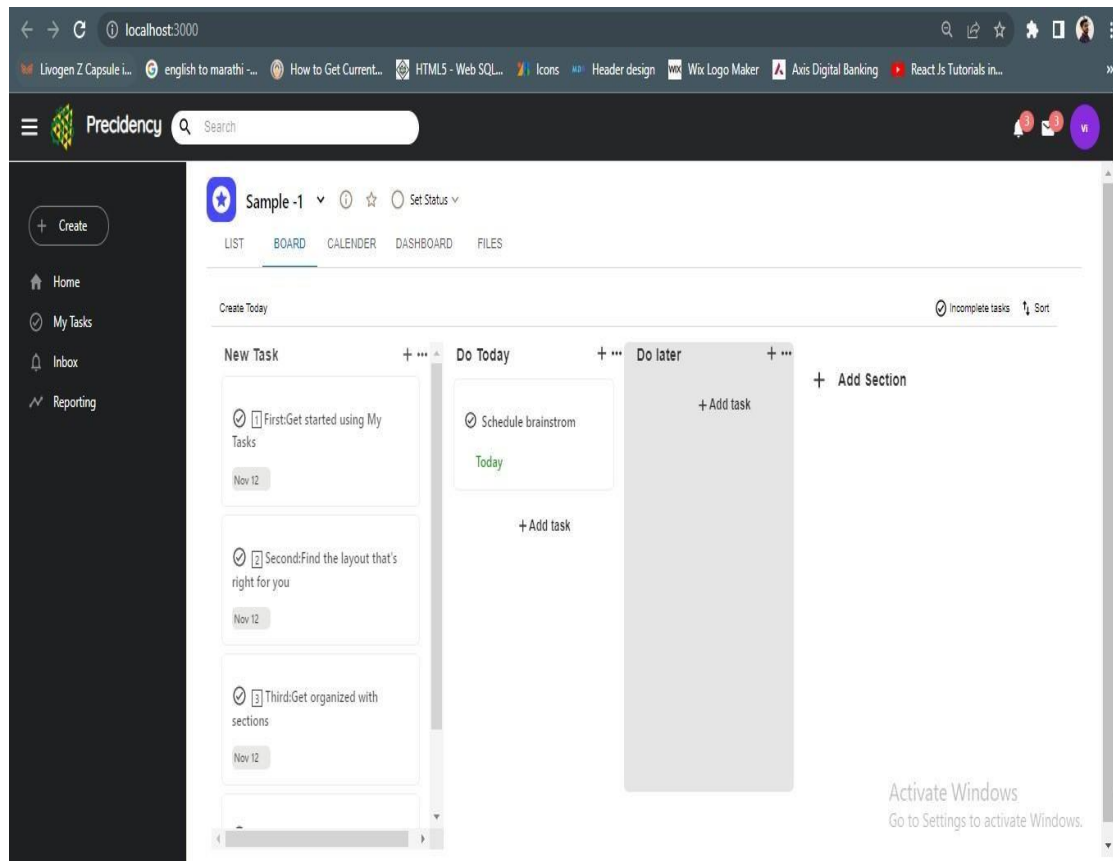 localhost:3000
Livogen Z Capsule i... english to marathi -... How to Get Current... HTML5 - Web SQL... Icons Header design Wix Logo Maker Axis Digital Banking React Js Tutorials in...
Precidency Search 3 3 VI
Sample -1 Set Status
LIST BOARD CALENDER DASHBOARD FILES
+ Create
Home
My Tasks
Inbox
Reporting
Create Today Incomplete tasks Sort
New Task + ... Do Today + ... Do later + ...
+ Add Section
1 First:Get started using My
Tasks
Nov 12
2 Second:Find the layout that's
right for you
Nov 12
3 Third:Get organized with
sections
Nov 12
Schedule brainstrom
Today
+ Add task
+ Add task
Activate Windows
Go to Settings to activate Windows.